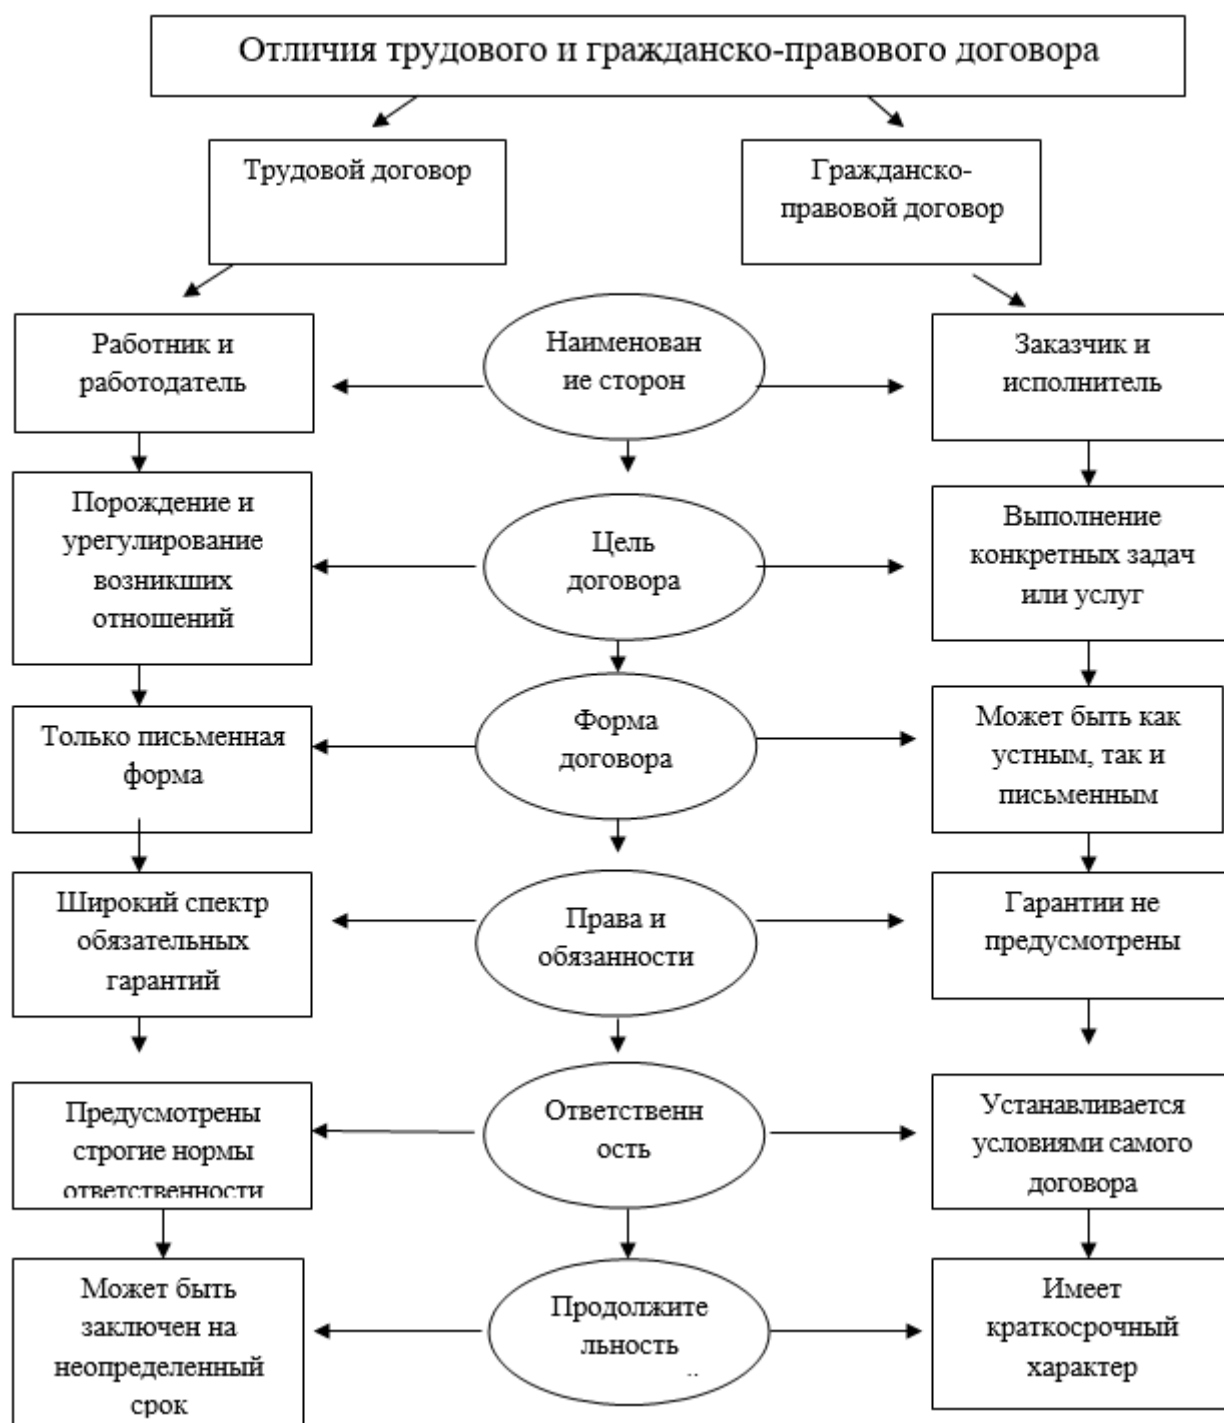 Отличия трудового и гражданско-правового договора
Трудовой договор
Гражданско-
правовой договор
Работник и
работодатель
Наименован
ие сторон
Заказчик и
исполнитель
Порождение и
урегулирование
возникших
отношений
Цель
договора
Выполнение
конкретных задач
или услуг
Только письменная
форма
Форма
договора
Может быть как
устным, так и
письменным
Широкий спектр
обязательных
гарантий
Права и
обязанности
Гарантии не
предусмотрены
Предусмотрены
строгие нормы
ответственности
Ответственн
ость
Устанавливается
условиями самого
договора
Может быть
заключен на
неопределенный
срок
Продолжите
льность
Имеет
краткосрочный
характер